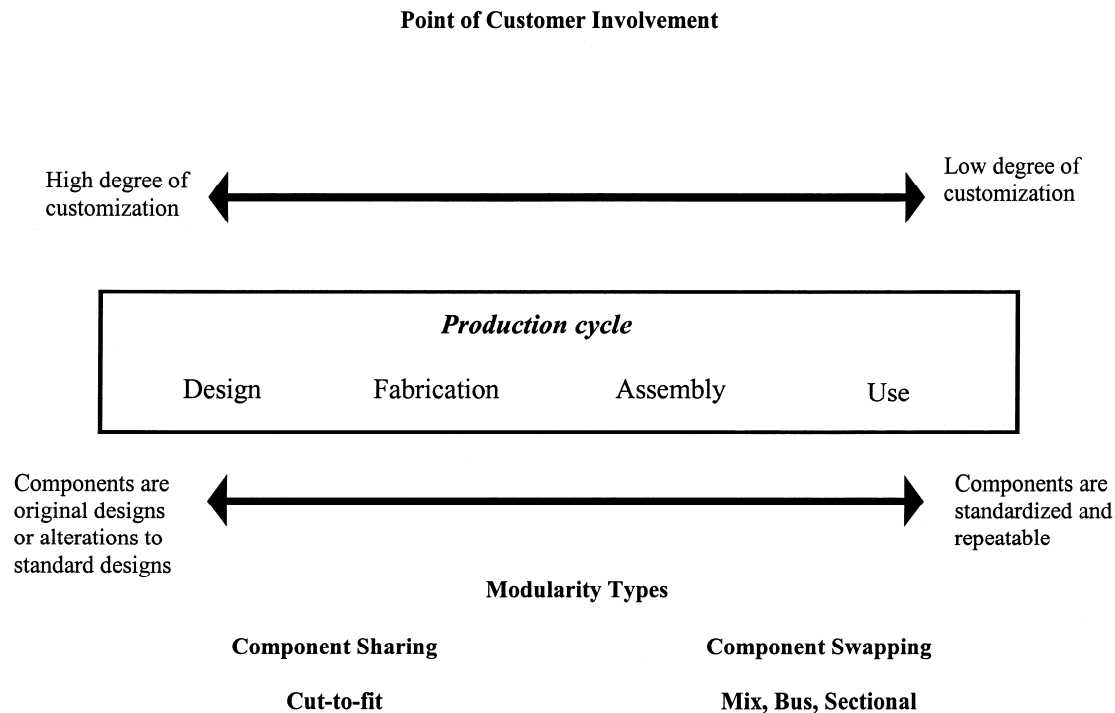 Point of Customer Involvement
High degree of
customization
Low degree of
customization
Production cycle
Design Fabrication Assembly Use
Components are
original designs
or alterations to
standard designs
Components are
standardized and
repeatable
Modularity Types
Component Sharing
Component Swapping
Cut-to-fit
Mix, Bus, Sectional